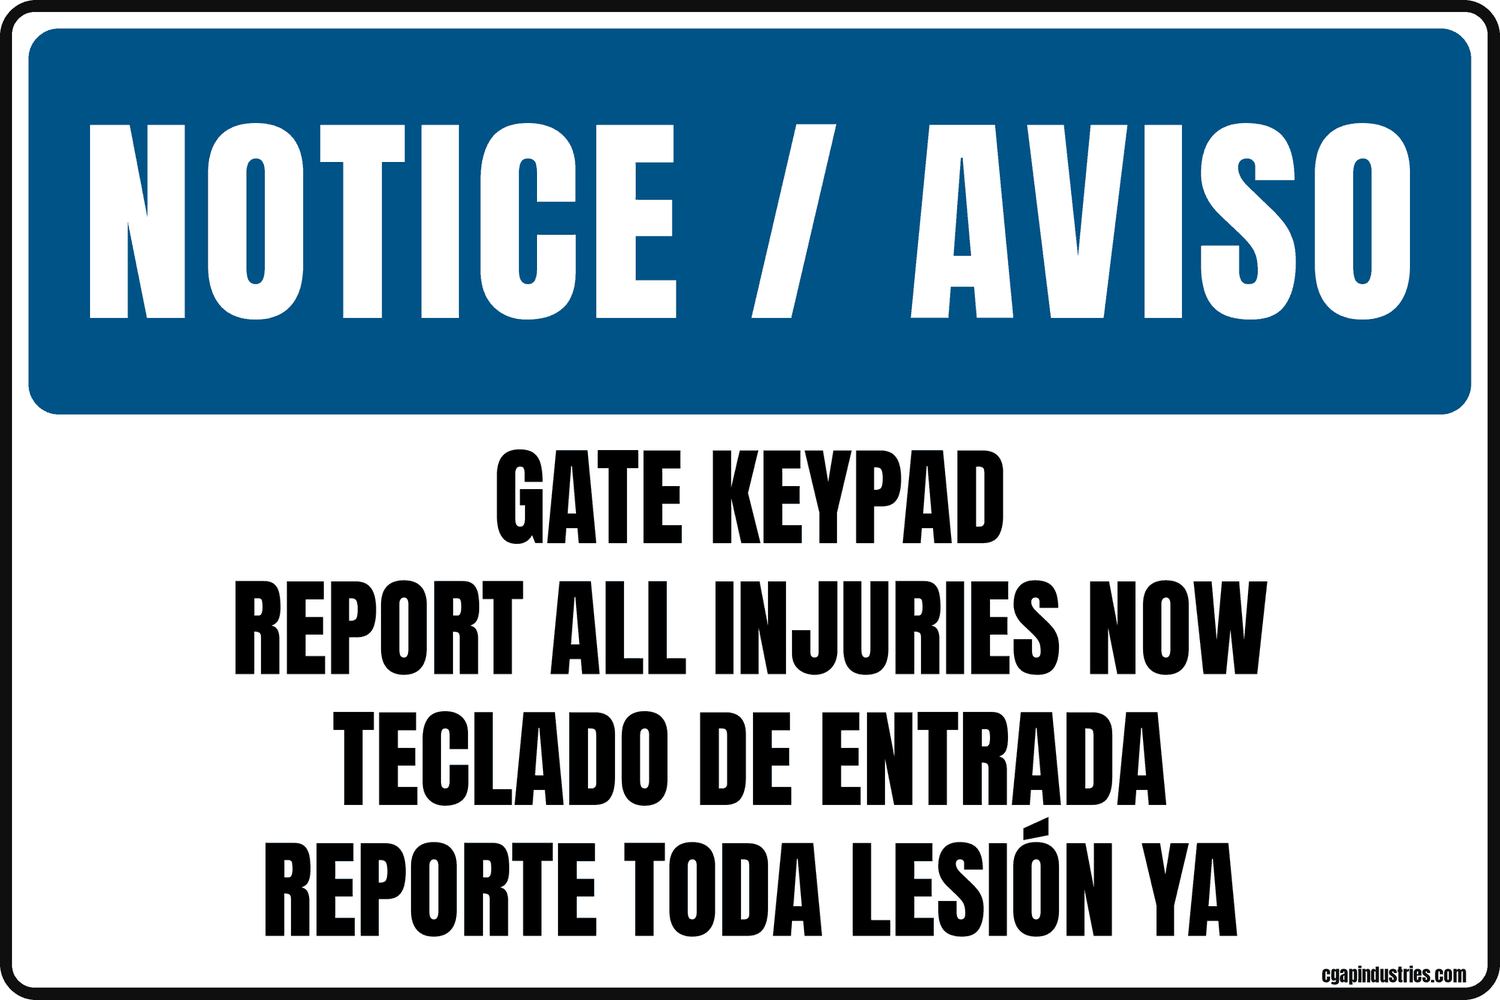 NOTICE / AVISO
GATE KEYPAD
REPORT ALL INJURIES NOW
TECLADO DE ENTRADA
REPORTE TODA LESIÓN YA
cgapindustries.com